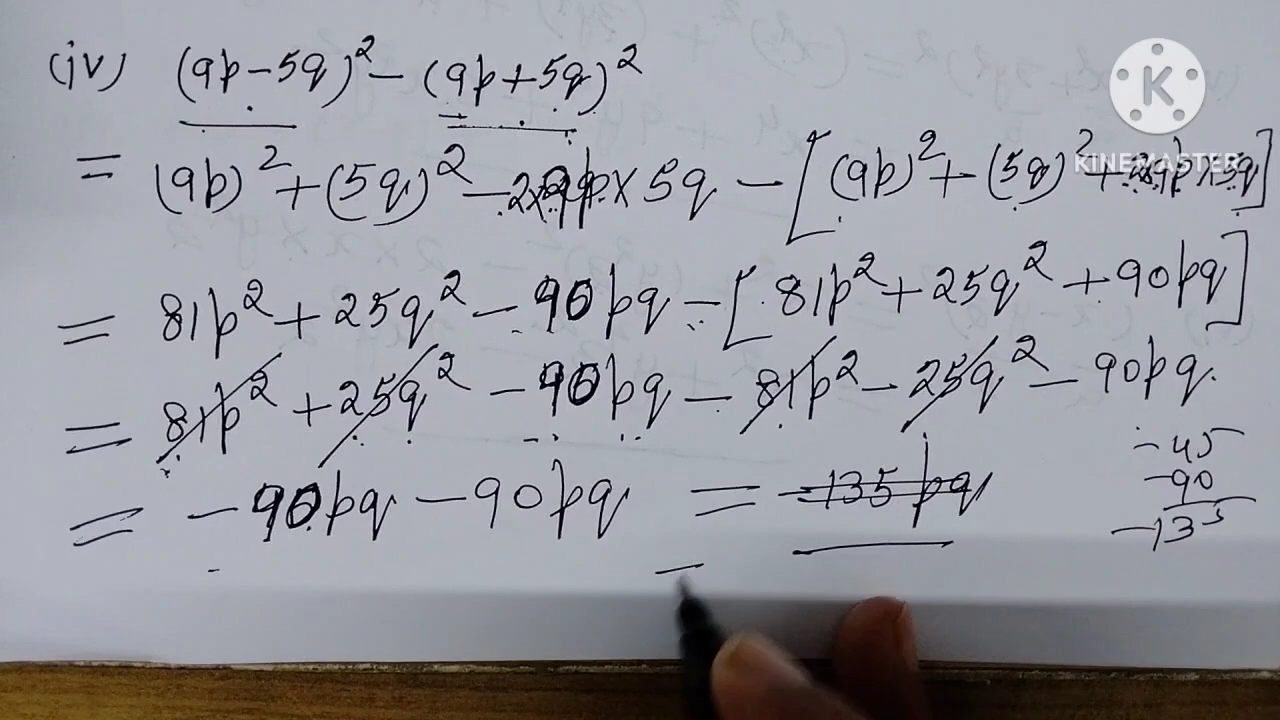 (iv) (9p-5q)² - (9p+5q)²
= (9p)² + (5q)² - 2×9p×5q - [(9p)² + (5q)² + 2×9p×5q]
= 81p² + 25q² - 90pq - [81p² + 25q² + 90pq]
= 81p² + 25q² - 90pq - 81p² - 25q² - 90pq.
= - 90pq - 90pq = -135pq
-45
-90
-135
K
KINEMASTER